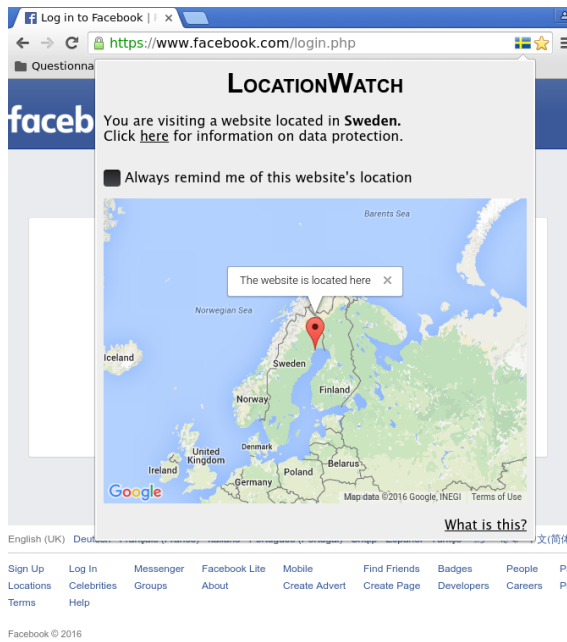 Log in to Facebook |
https://www.facebook.com/login.php
Questionna
LOCATIONWATCH
faceb
You are visiting a website located in Sweden.
Click here for information on data protection.
Always remind me of this website's location
Barents Sea
The website is located here
Norwegian Sea
Iceland
Sweden
Finland
Norway
United
Kingdom
Denmark
Ireland
Germany
Poland
Belarus
Google
Map data ©2016 Google, INEGI Terms of Use
What is this?
English (UK)
Sign Up Log In Messenger Facebook Lite Mobile Find Friends Badges People
Locations Celebrities Groups About Create Advert Create Page Developers Careers
Terms Help
Facebook © 2016